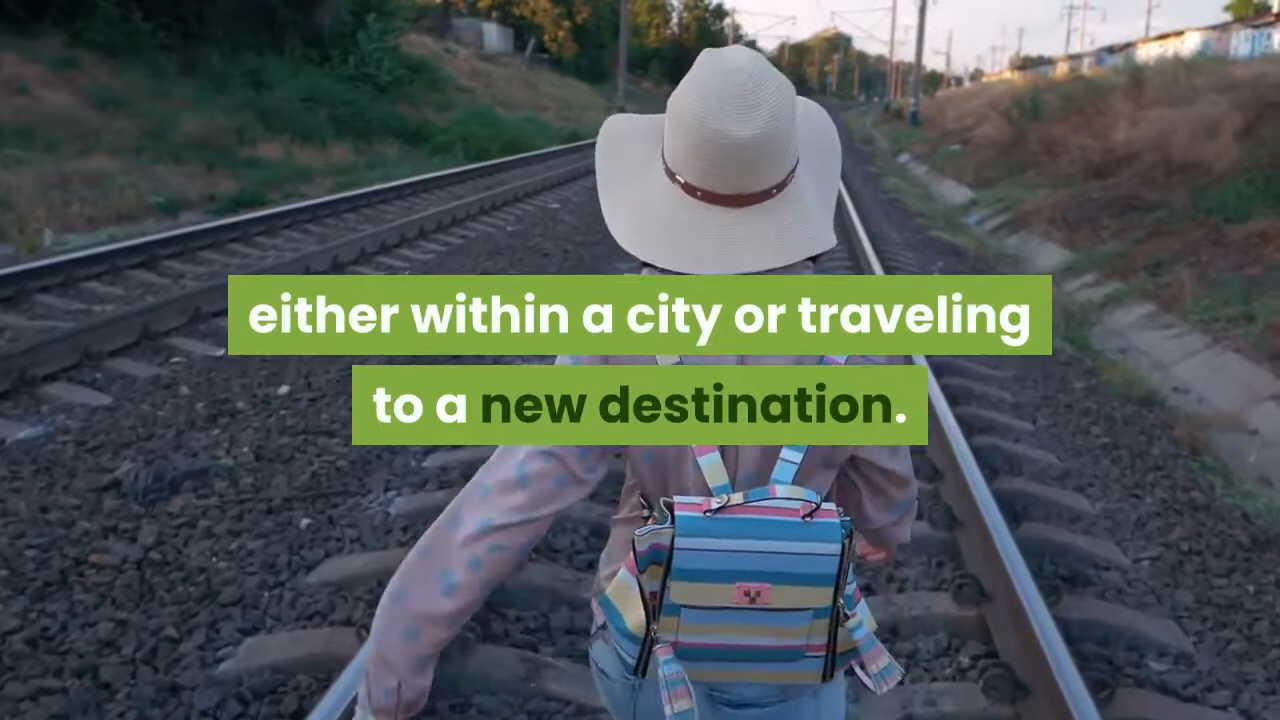 either within a city or traveling
to a new destination.